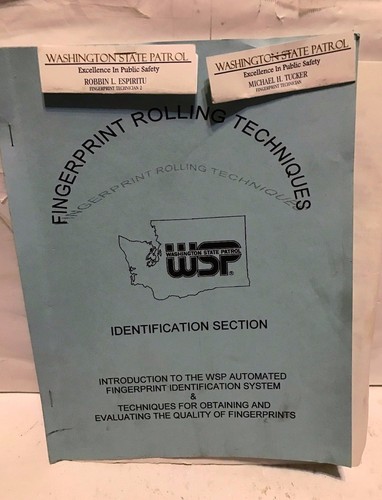 WASHINGTON STATE PATROL
Excellence In Public Safety
ROBBIN L. ESPIRITU
FINGERPRINT TECHNICIAN 2
WASHINGTON STATE PATROL
Excellence In Public Safety
MICHAEL H. TUCKER
FINGERPRINT TECHNICIAN
FINGERPRINT ROLLING TECHNIQUES
FINGERPRINT ROLLING TECHNIQUES
WASHINGTON STATE PATROL
WSP
IDENTIFICATION SECTION
INTRODUCTION TO THE WSP AUTOMATED
FINGERPRINT IDENTIFICATION SYSTEM
&
TECHNIQUES FOR OBTAINING AND
EVALUATING THE QUALITY OF FINGERPRINTS